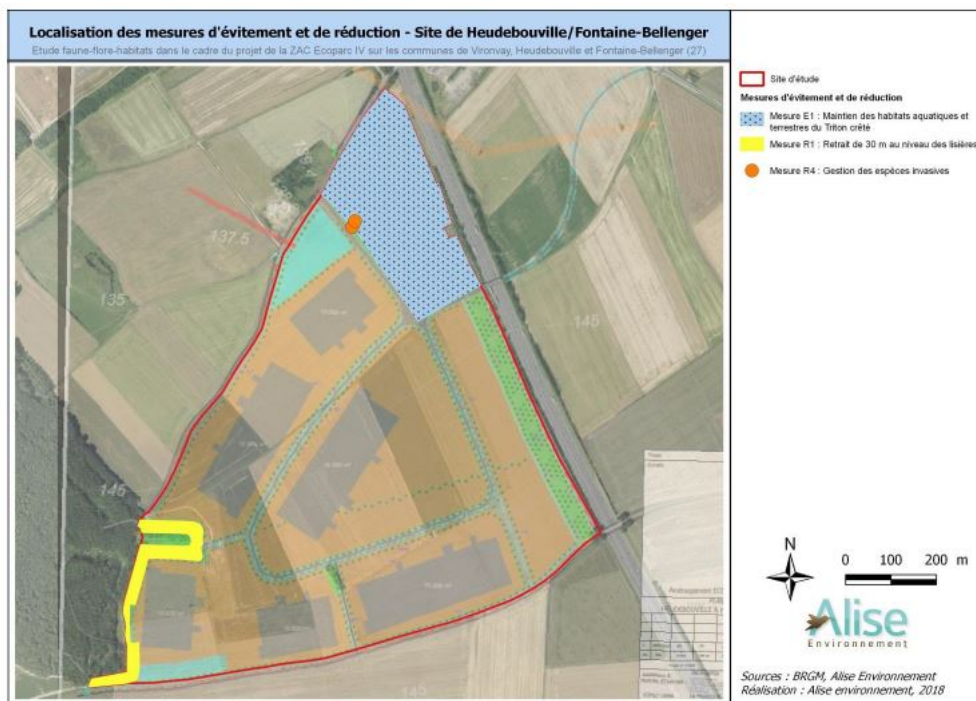 Localisation des mesures d'évitement et de réduction - Site de Heudebouville/Fontaine-Bellenger
Etude faune-flore-habitats dans le cadre du projet de la ZAC Ecoparc IV sur les communes de Vironvay, Heudebouville et Fontaine-Bellenger (27)
Site d'étude
Mesures d'évitement et de réduction
Mesure E1 : Maintien des habitats aquatiques et
terrestres du Triton crêté
Mesure R1 : Retrait de 30 m au niveau des lisières
Mesure R4 : Gestion des espèces invasives
137.5
135
145
145
145
N
0 100 200 m
Alise
Environnement
Sources : BRGM, Alise Environnement
Réalisation : Alise environnement, 2018